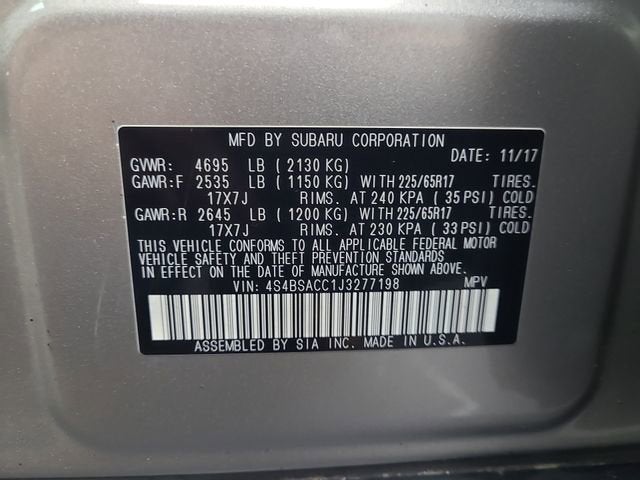 MFD BY SUBARU CORPORATION
DATE: 11/17
GVWR: 4695 LB ( 2130 KG)
GAWR:F 2535 LB ( 1150 KG) WITH 225/65R17 TIRES.
17X7J RIMS. AT 240 KPA ( 35 PSI) COLD
GAWR:R 2645 LB ( 1200 KG) WITH 225/65R17 TIRES.
17X7J RIMS. AT 230 KPA ( 33 PSI) COLD
THIS VEHICLE CONFORMS TO ALL APPLICABLE FEDERAL MOTOR
VEHICLE SAFETY AND THEFT PREVENTION STANDARDS
IN EFFECT ON THE DATE OF MANUFACTURE SHOWN ABOVE.
VIN: 4S4BSACC1J3277198 MPV
ASSEMBLED BY SIA INC. MADE IN U.S.A.